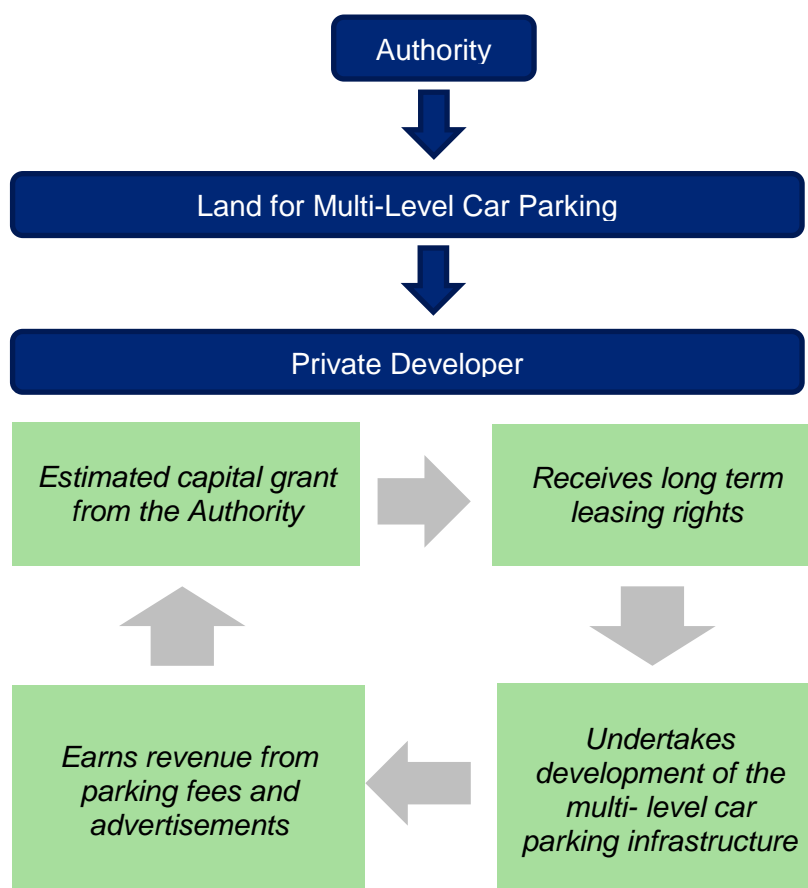 Authority
Land for Multi-Level Car Parking
Private Developer
Estimated capital grant
from the Authority
Receives long term
leasing rights
Earns revenue from
parking fees and
advertisements
Undertakes
development of the
multi- level car
parking infrastructure